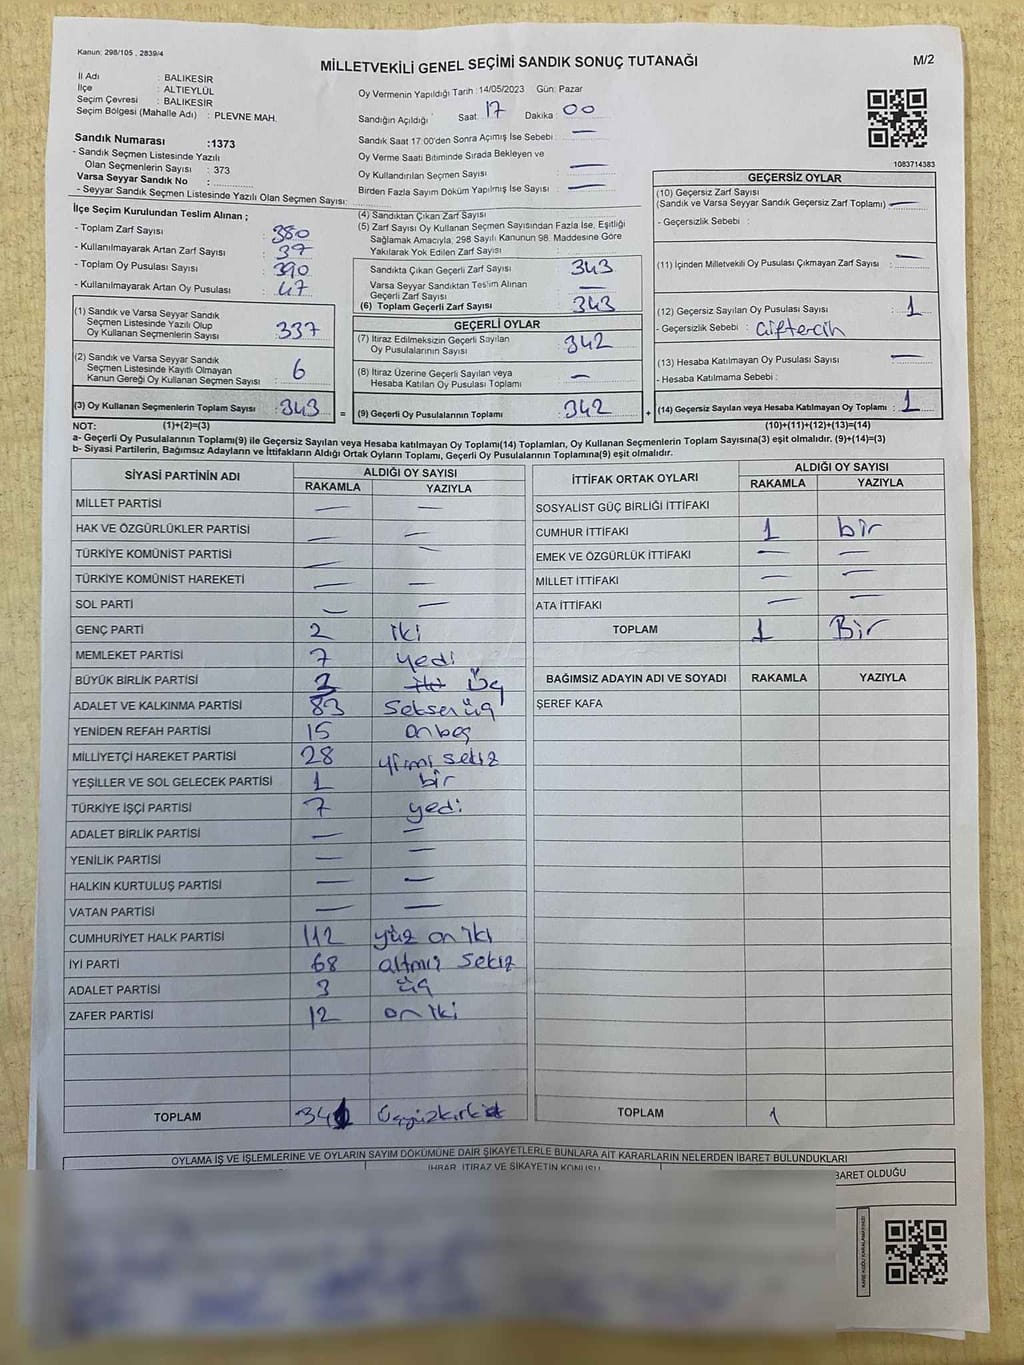 Kanun: 298/105 , 2839/4
MİLLETVEKİLİ GENEL SEÇİMİ SANDIK SONUÇ TUTANAĞI
M/2
İl Adı : BALIKESİR
İlçe : ALTIEYLÜL
Seçim Çevresi : BALIKESİR
Seçim Bölgesi (Mahalle Adı) : PLEVNE MAH.
Sandık Numarası :1373
- Sandık Seçmen Listesinde Yazılı
Olan Seçmenlerin Sayısı : 373
Varsa Seyyar Sandık No :
- Seyyar Sandık Seçmen Listesinde Yazılı Olan Seçmen Sayısı:
Oy Vermenin Yapıldığı Tarih :14/05/2023 Gün: Pazar
Sandığın Açıldığı Saat: 17 Dakika : 00
Sandık Saat 17:00'den Sonra Açımış İse Sebebi : —
Oy Verme Saati Bitiminde Sırada Bekleyen ve
Oy Kullandırılan Seçmen Sayısı : —
Birden Fazla Sayım Döküm Yapılmış İse Sayısı : —
1083714383
İlçe Seçim Kurulundan Teslim Alınan ;
- Toplam Zarf Sayısı : 380
- Kullanılmayarak Artan Zarf Sayısı : 37
- Toplam Oy Pusulası Sayısı : 390
- Kullanılmayarak Artan Oy Pusulası : 47
(1) Sandık ve Varsa Seyyar Sandık
Seçmen Listesinde Yazılı Olup
Oy Kullanan Seçmenlerin Sayısı : 337
(2) Sandık ve Varsa Seyyar Sandık
Seçmen Listesinde Kayıtlı Olmayan
Kanun Gereği Oy Kullanan Seçmen Sayısı : 6
(3) Oy Kullanan Seçmenlerin Toplam Sayısı : 343
(4) Sandıktan Çıkan Zarf Sayısı :
(5) Zarf Sayısı Oy Kullanan Seçmen Sayısından Fazla İse, Eşitliği
Sağlamak Amacıyla, 298 Sayılı Kanunun 98. Maddesine Göre
Yakılarak Yok Edilen Zarf Sayısı :
Sandıkta Çıkan Geçerli Zarf Sayısı : 343
Varsa Seyyar Sandıktan Teslim Alınan
Geçerli Zarf Sayısı : —
(6) Toplam Geçerli Zarf Sayısı : 343
GEÇERLİ OYLAR
(7) İtiraz Edilmeksizin Geçerli Sayılan
Oy Pusulalarının Sayısı : 342
(8) İtiraz Üzerine Geçerli Sayılan veya
Hesaba Katılan Oy Pusulası Toplamı : —
= (9) Geçerli Oy Pusulalarının Toplamı : 342
GEÇERSİZ OYLAR
(10) Geçersiz Zarf Sayısı
(Sandık ve Varsa Seyyar Sandık Geçersiz Zarf Toplamı) : —
- Geçersizlik Sebebi :
(11) İçinden Milletvekili Oy Pusulası Çıkmayan Zarf Sayısı : —
(12) Geçersiz Sayılan Oy Pusulası Sayısı : 1
- Geçersizlik Sebebi : Çiftercih
(13) Hesaba Katılmayan Oy Pusulası Sayısı : —
- Hesaba Katılmama Sebebi :
+ (14) Geçersiz Sayılan veya Hesaba Katılmayan Oy Toplamı : 1
NOT: (1)+(2)=(3) (10)+(11)+(12)+(13)=(14)
a- Geçerli Oy Pusulalarının Toplamı(9) ile Geçersiz Sayılan veya Hesaba katılmayan Oy Toplamı(14) Toplamları, Oy Kullanan Seçmenlerin Toplam Sayısına(3) eşit olmalıdır. (9)+(14)=(3)
b- Siyasi Partilerin, Bağımsız Adayların ve İttifakların Aldığı Ortak Oyların Toplamı, Geçerli Oy Pusulalarının Toplamına(9) eşit olmalıdır.
SİYASİ PARTİNİN ADI ALDIĞI OY SAYISI
RAKAMLA YAZIYLA
MİLLET PARTİSİ — —
HAK VE ÖZGÜRLÜKLER PARTİSİ — —
TÜRKİYE KOMÜNİST PARTİSİ — —
TÜRKİYE KOMÜNİST HAREKETİ — —
SOL PARTİ — —
GENÇ PARTİ 2 iki
MEMLEKET PARTİSİ 7 yedi
BÜYÜK BİRLİK PARTİSİ 3 iki Üç
ADALET VE KALKINMA PARTİSİ 83 Seksen üç
YENİDEN REFAH PARTİSİ 15 on beş
MİLLİYETÇİ HAREKET PARTİSİ 28 yirmi sekiz
YEŞİLLER VE SOL GELECEK PARTİSİ 1 bir
TÜRKİYE İŞÇİ PARTİSİ 7 yedi
ADALET BİRLİK PARTİSİ — —
YENİLİK PARTİSİ — —
HALKIN KURTULUŞ PARTİSİ — —
VATAN PARTİSİ — —
CUMHURİYET HALK PARTİSİ 112 yüz on iki
İYİ PARTİ 68 altmış sekiz
ADALET PARTİSİ 3 üç
ZAFER PARTİSİ 12 on iki
TOPLAM 341
İTTİFAK ORTAK OYLARI ALDIĞI OY SAYISI
RAKAMLA YAZIYLA
SOSYALİST GÜÇ BİRLİĞİ İTTİFAKI
CUMHUR İTTİFAKI 1 bir
EMEK VE ÖZGÜRLÜK İTTİFAKI — —
MİLLET İTTİFAKI — —
ATA İTTİFAKI — —
TOPLAM 1 Bir
BAĞIMSIZ ADAYIN ADI VE SOYADI RAKAMLA YAZIYLA
ŞEREF KAFA
TOPLAM 1
OYLAMA İŞ VE İŞLEMLERİNE VE OYLARIN SAYIM DÖKÜMÜNE DAİR ŞİKAYETLERLE BUNLARA AİT KARARLARIN NELERDEN İBARET BULUNDUKLARI
İHBAR, İTİRAZ VE ŞİKAYETİN KONUSU
BARET OLDUĞU